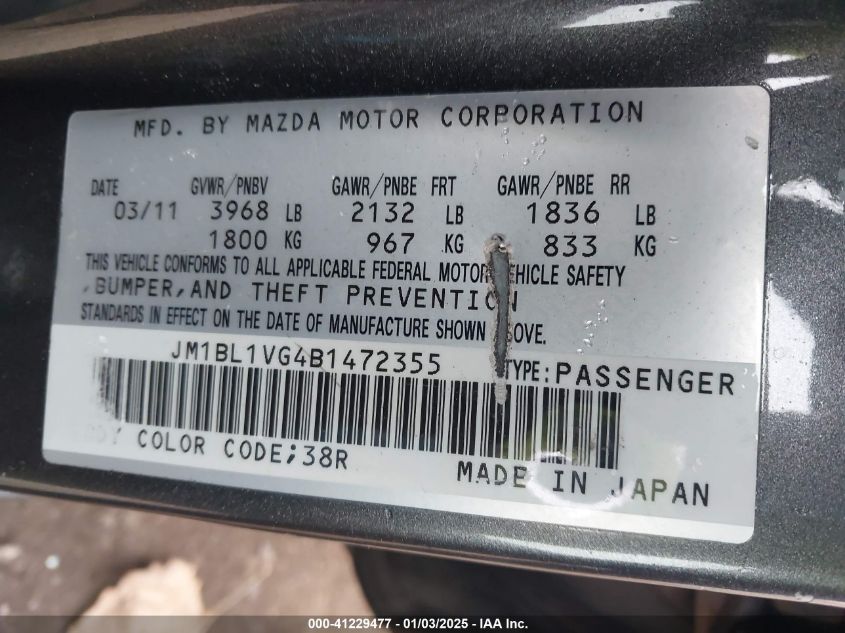 MFD. BY MAZDA MOTOR CORPORATION
DATE GVWR/PNBV GAWR/PNBE FRT GAWR/PNBE RR
03/11 3968 LB 2132 LB 1836 LB
1800 KG 967 KG 833 KG
THIS VEHICLE CONFORMS TO ALL APPLICABLE FEDERAL MOTOR VEHICLE SAFETY
,BUMPER,AND THEFT PREVENTION
STANDARDS IN EFFECT ON THE DATE OF MANUFACTURE SHOWN ABOVE.
JM1BL1VG4B1472355 TYPE:PASSENGER
COLOR CODE;38R
MADE IN JAPAN
000-41229477 - 01/03/2025 - IAA Inc.